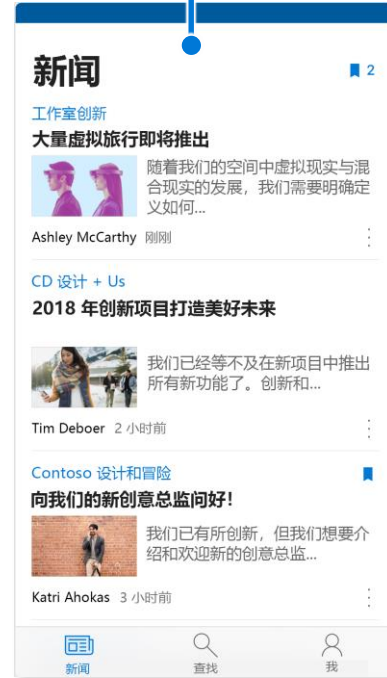 新闻
2
工作室创新
大量虚拟旅行即将推出
随着我们的空间中虚拟现实与混
合现实的发展，我们需要明确定
义如何...
Ashley McCarthy 刚刚
CD 设计 + Us
2018 年创新项目打造美好未来
我们已经等不及在新项目中推出
所有新功能了。创新和...
Tim Deboer 2 小时前
Contoso 设计和冒险
向我们的新创意总监问好！
我们已有所创新，但我们想要介
绍和欢迎新的创意总监...
Katri Ahokas 3 小时前
新闻
查找
我